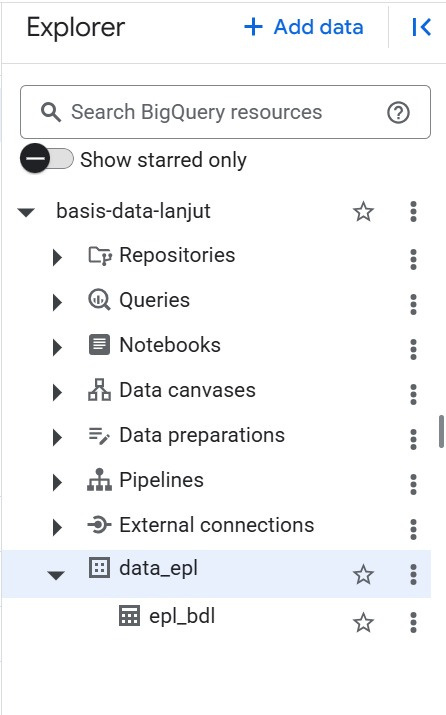 Explorer
+ Add data
Search BigQuery resources
Show starred only
basis-data-lanjut
Repositories
Queries
Notebooks
Data canvases
Data preparations
Pipelines
External connections
data_epl
epl_bdl